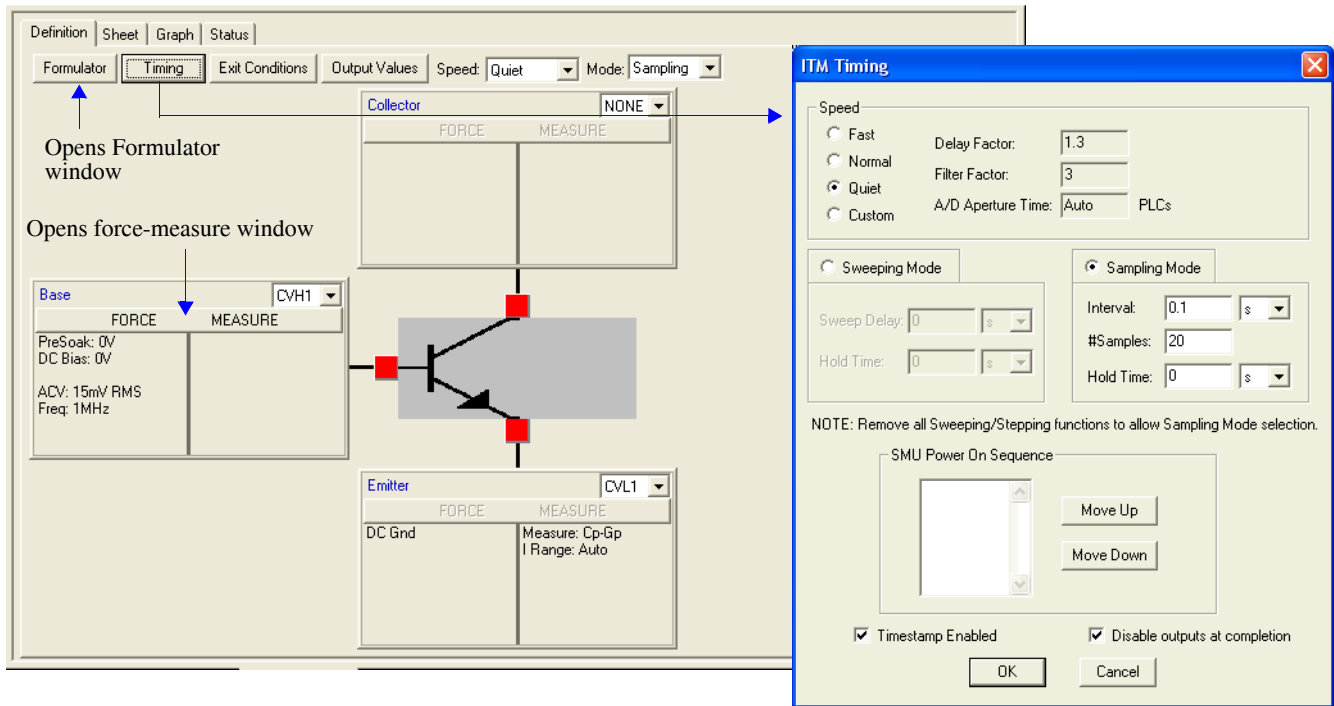 Definition Sheet Graph Status
Formulator Timing Exit Conditions Output Values Speed: Quiet Mode: Sampling
Opens Formulator
window
Opens force-measure window
Collector NONE
FORCE MEASURE
Base CVH1
FORCE MEASURE
PreSoak: 0V
DC Bias: 0V
ACV: 15mV RMS
Freq: 1MHz
Emitter CVL1
FORCE MEASURE
DC Gnd
Measure: Cp-Gp
I Range: Auto
ITM Timing
Speed
Fast
Normal
Quiet
Custom
Delay Factor: 1.3
Filter Factor: 3
A/D Aperture Time: Auto PLCs
Sweeping Mode
Sweep Delay: 0 s
Hold Time: 0 s
Sampling Mode
Interval: 0.1 s
#Samples: 20
Hold Time: 0 s
NOTE: Remove all Sweeping/Stepping functions to allow Sampling Mode selection.
SMU Power On Sequence
Move Up
Move Down
Timestamp Enabled
Disable outputs at completion
OK Cancel